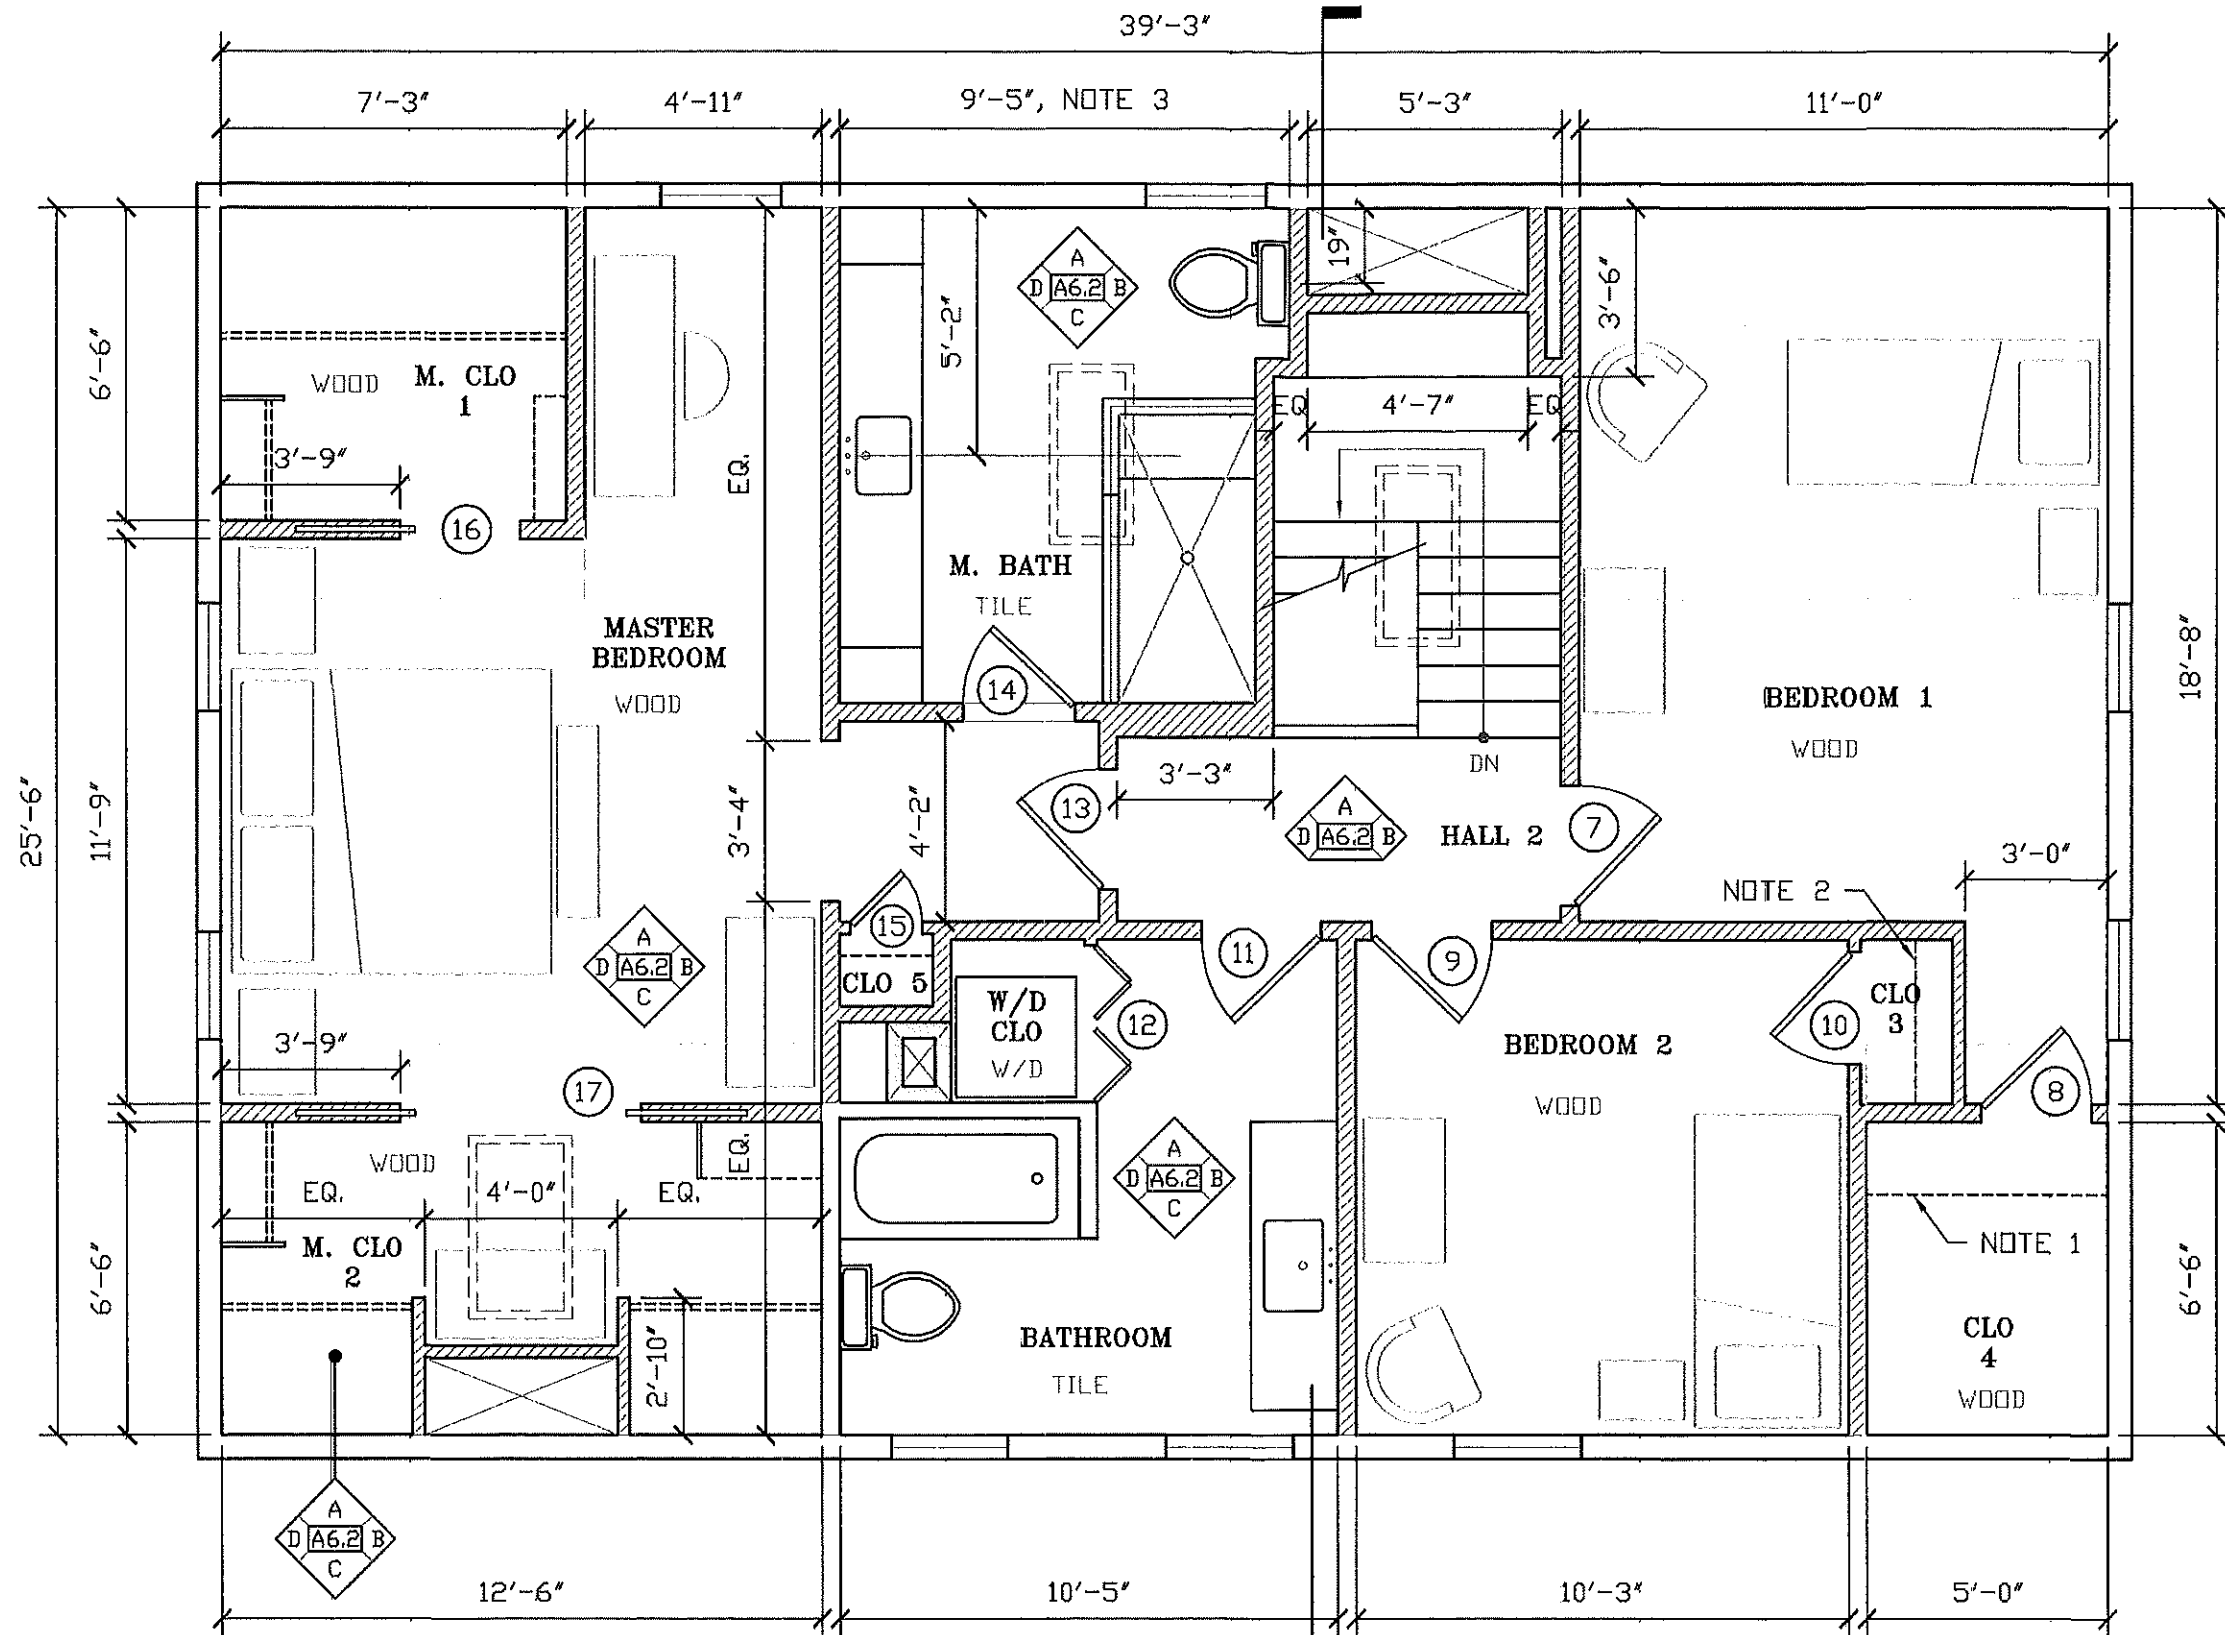 39'-3"
7'-3"
4'-11"
9'-5", NOTE 3
5'-3"
11'-0"
A
D A6.2 B
C
19"
5'-2"
3'-6"
6'-6"
WOOD
M. CLO
1
3'-9"
EQ.
EQ
4'-7"
EQ
16
M. BATH
TILE
MASTER
BEDROOM
WOOD
14
BEDROOM 1
WOOD
18'-8"
DN
3'-3"
25'-6"
11'-9"
3'-4"
4'-2"
13
A
D A6.2 B
HALL 2
7
3'-0"
NOTE 2
15
11
9
A
D A6.2 B
C
CLO 5
W/D
CLO
W/D
12
BEDROOM 2
WOOD
10
CLO
3
3'-9"
17
8
WOOD
EQ.
EQ.
4'-0"
EQ.
A
D A6.2 B
C
NOTE 1
M. CLO
2
6'-6"
2'-10"
BATHROOM
TILE
CLO
4
WOOD
6'-6"
A
D A6.2 B
C
12'-6"
10'-5"
10'-3"
5'-0"